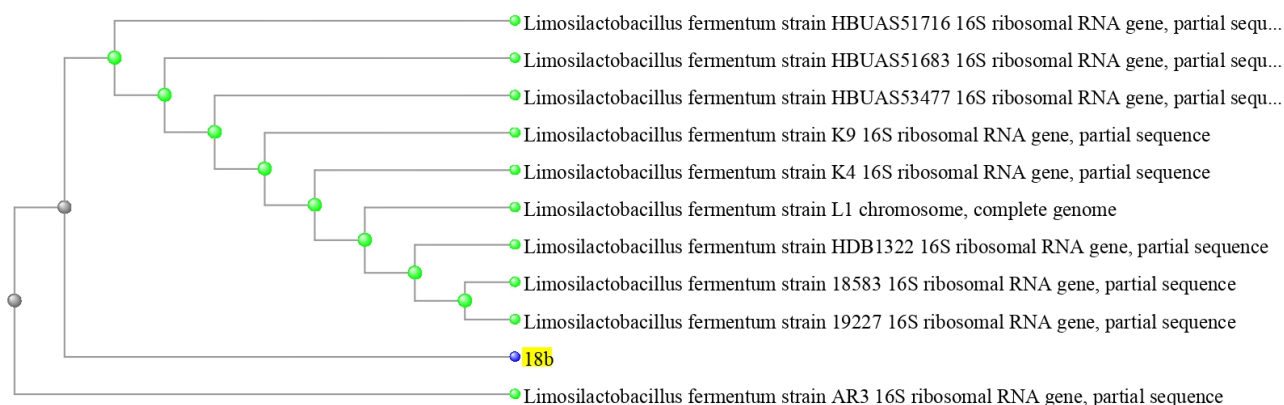 Limosilactobacillus fermentum strain HBUAS51716 16S ribosomal RNA gene, partial sequ...
Limosilactobacillus fermentum strain HBUAS51683 16S ribosomal RNA gene, partial sequ...
Limosilactobacillus fermentum strain HBUAS53477 16S ribosomal RNA gene, partial sequ...
Limosilactobacillus fermentum strain K9 16S ribosomal RNA gene, partial sequence
Limosilactobacillus fermentum strain K4 16S ribosomal RNA gene, partial sequence
Limosilactobacillus fermentum strain L1 chromosome, complete genome
Limosilactobacillus fermentum strain HDB1322 16S ribosomal RNA gene, partial sequence
Limosilactobacillus fermentum strain 18583 16S ribosomal RNA gene, partial sequence
Limosilactobacillus fermentum strain 19227 16S ribosomal RNA gene, partial sequence
18b
Limosilactobacillus fermentum strain AR3 16S ribosomal RNA gene, partial sequence